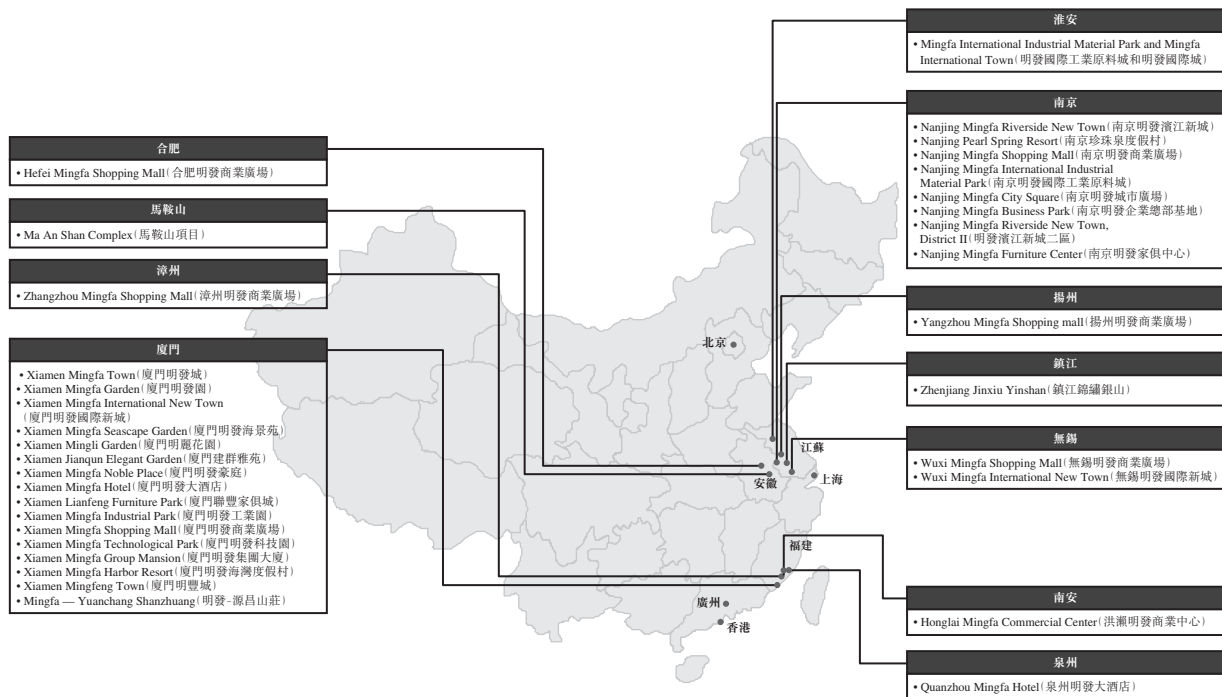 合肥
• Hefei Mingfa Shopping Mall（合肥明發商業廣場）
馬鞍山
• Ma An Shan Complex（馬鞍山項目）
漳州
• Zhangzhou Mingfa Shopping Mall（漳州明發商業廣場）
廈門
• Xiamen Mingfa Town（廈門明發城）
• Xiamen Mingfa Garden（廈門明發園）
• Xiamen Mingfa International New Town
（廈門明發國際新城）
• Xiamen Mingfa Seascape Garden（廈門明發海景苑）
• Xiamen Mingli Garden（廈門明麗花園）
• Xiamen Jianqun Elegant Garden（廈門建群雅苑）
• Xiamen Mingfa Noble Place（廈門明發豪庭）
• Xiamen Mingfa Hotel（廈門明發大酒店）
• Xiamen Lianfeng Furniture Park（廈門聯豐家俱城）
• Xiamen Mingfa Industrial Park（廈門明發工業園）
• Xiamen Mingfa Shopping Mall（廈門明發商業廣場）
• Xiamen Mingfa Technological Park（廈門明發科技園）
• Xiamen Mingfa Group Mansion（廈門明發集團大廈）
• Xiamen Mingfa Harbor Resort（廈門明發海灣度假村）
• Xiamen Mingfeng Town（廈門明豐城）
• Mingfa — Yuanchang Shanzhuang（明發-源昌山莊）
北京
江蘇
安徽
上海
福建
廣州
香港
淮安
• Mingfa International Industrial Material Park and Mingfa
International Town（明發國際工業原料城和明發國際城）
南京
• Nanjing Mingfa Riverside New Town（南京明發濱江新城）
• Nanjing Pearl Spring Resort（南京珍珠泉度假村）
• Nanjing Mingfa Shopping Mall（南京明發商業廣場）
• Nanjing Mingfa International Industrial
Material Park（南京明發國際工業原料城）
• Nanjing Mingfa City Square（南京明發城市廣場）
• Nanjing Mingfa Business Park（南京明發企業總部基地）
• Nanjing Mingfa Riverside New Town,
District II（明發濱江新城二區）
• Nanjing Mingfa Furniture Center（南京明發家俱中心）
揚州
• Yangzhou Mingfa Shopping mall（揚州明發商業廣場）
鎮江
• Zhenjiang Jinxiu Yinshan（鎮江錦繡銀山）
無錫
• Wuxi Mingfa Shopping Mall（無錫明發商業廣場）
• Wuxi Mingfa International New Town（無錫明發國際新城）
南安
• Honglai Mingfa Commercial Center（洪瀨明發商業中心）
泉州
• Quanzhou Mingfa Hotel（泉州明發大酒店）